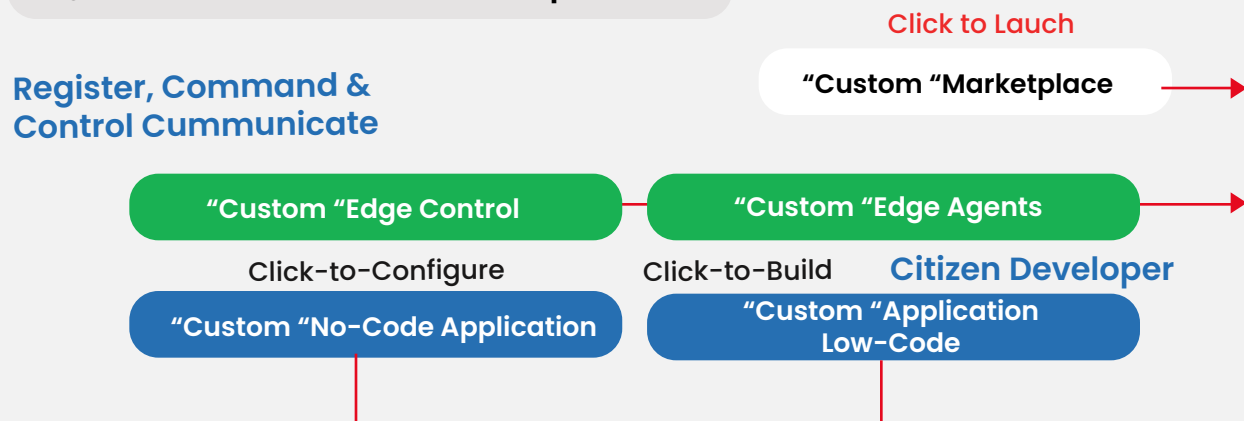 Click to Lauch
“Custom “Marketplace
Register, Command &
Control Cummunicate
“Custom “Edge Control
“Custom “Edge Agents
Click-to-Configure
Click-to-Build
Citizen Developer
“Custom “No-Code Application
“Custom “Application
Low-Code